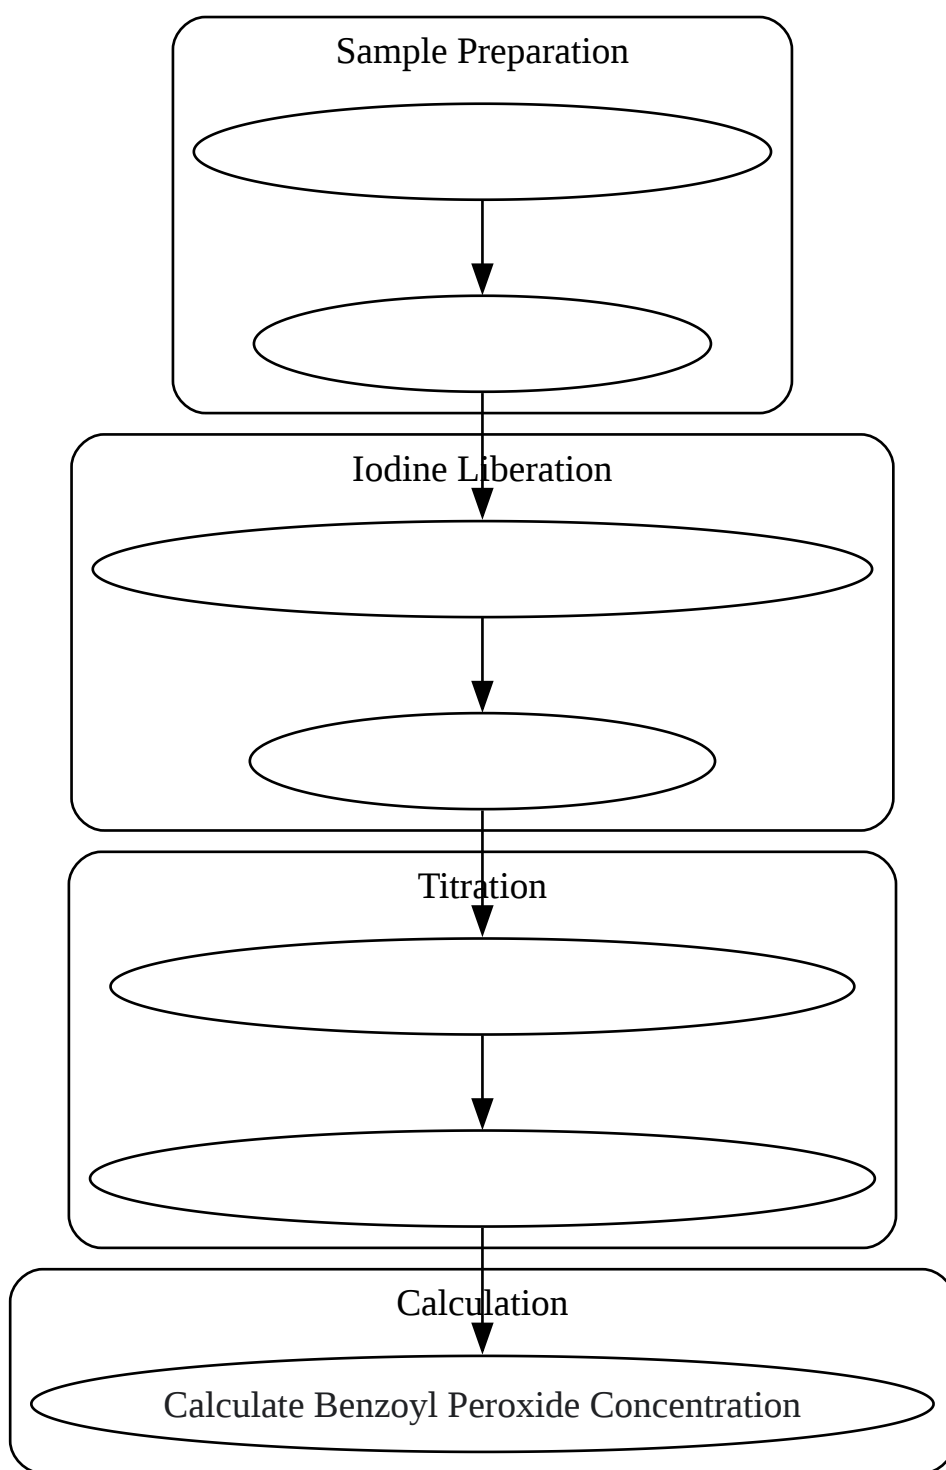 Sample Preparation
Iodine Liberation
Titration
Calculation
Calculate Benzoyl Peroxide Concentration